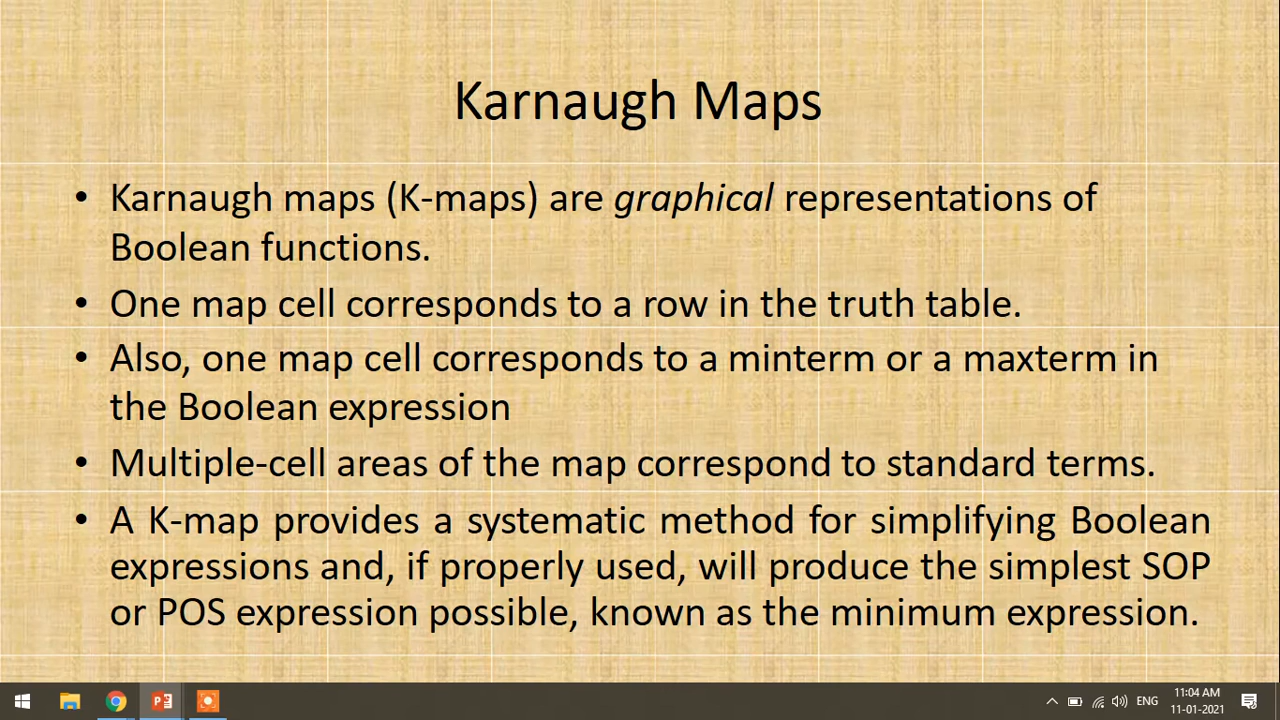 Karnaugh Maps
• Karnaugh maps (K-maps) are graphical representations of
Boolean functions.
• One map cell corresponds to a row in the truth table.
• Also, one map cell corresponds to a minterm or a maxterm in
the Boolean expression
• Multiple-cell areas of the map correspond to standard terms.
• A K-map provides a systematic method for simplifying Boolean
expressions and, if properly used, will produce the simplest SOP
or POS expression possible, known as the minimum expression.
ENG
11:04 AM
11-01-2021